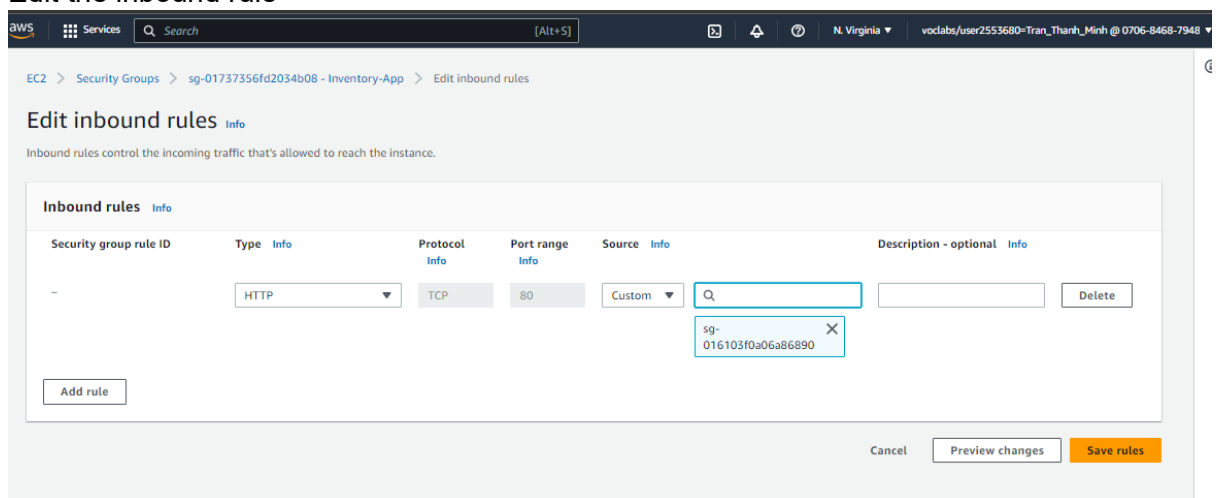 Edit the inbound rule
aws Services Search [Alt+S] N. Virginia ▼ voclabs/user2553680=Tran_Thanh_Minh @ 0706-8468-7948 ▼
EC2 > Security Groups > sg-01737356fd2034b08 - Inventory-App > Edit inbound rules
Edit inbound rules Info
Inbound rules control the incoming traffic that's allowed to reach the instance.
Inbound rules Info
Security group rule ID Type Info Protocol Info Port range Info Source Info Description - optional Info
– HTTP TCP 80 Custom Delete
sg-
016103f0a06a86890
Add rule
Cancel Preview changes Save rules